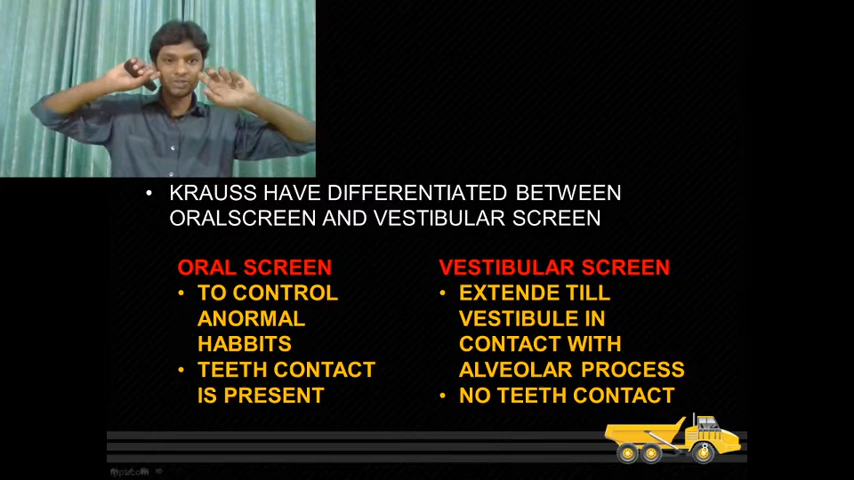 • KRAUSS HAVE DIFFERENTIATED BETWEEN
ORALSCREEN AND VESTIBULAR SCREEN
ORAL SCREEN
• TO CONTROL
ANORMAL
HABBITS
• TEETH CONTACT
IS PRESENT
VESTIBULAR SCREEN
• EXTENDE TILL
VESTIBULE IN
CONTACT WITH
ALVEOLAR PROCESS
• NO TEETH CONTACT
8